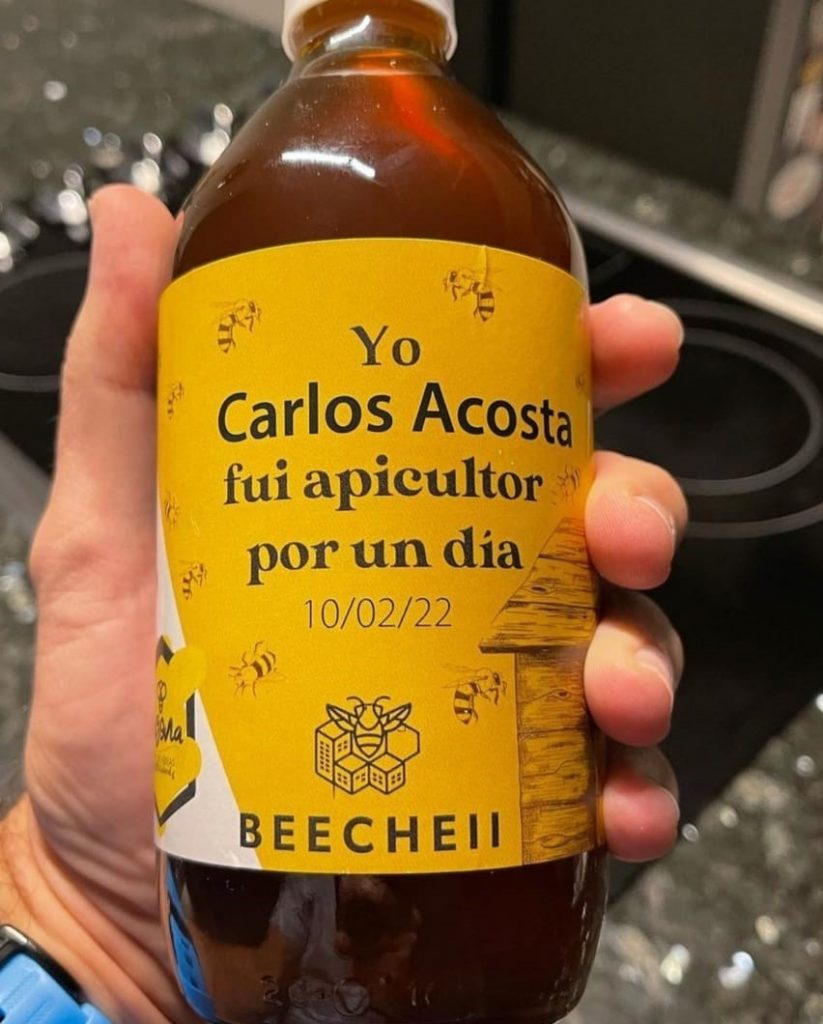 Yo
Carlos Acosta
fui apicultor
por un día
10/02/22
BEECHEII